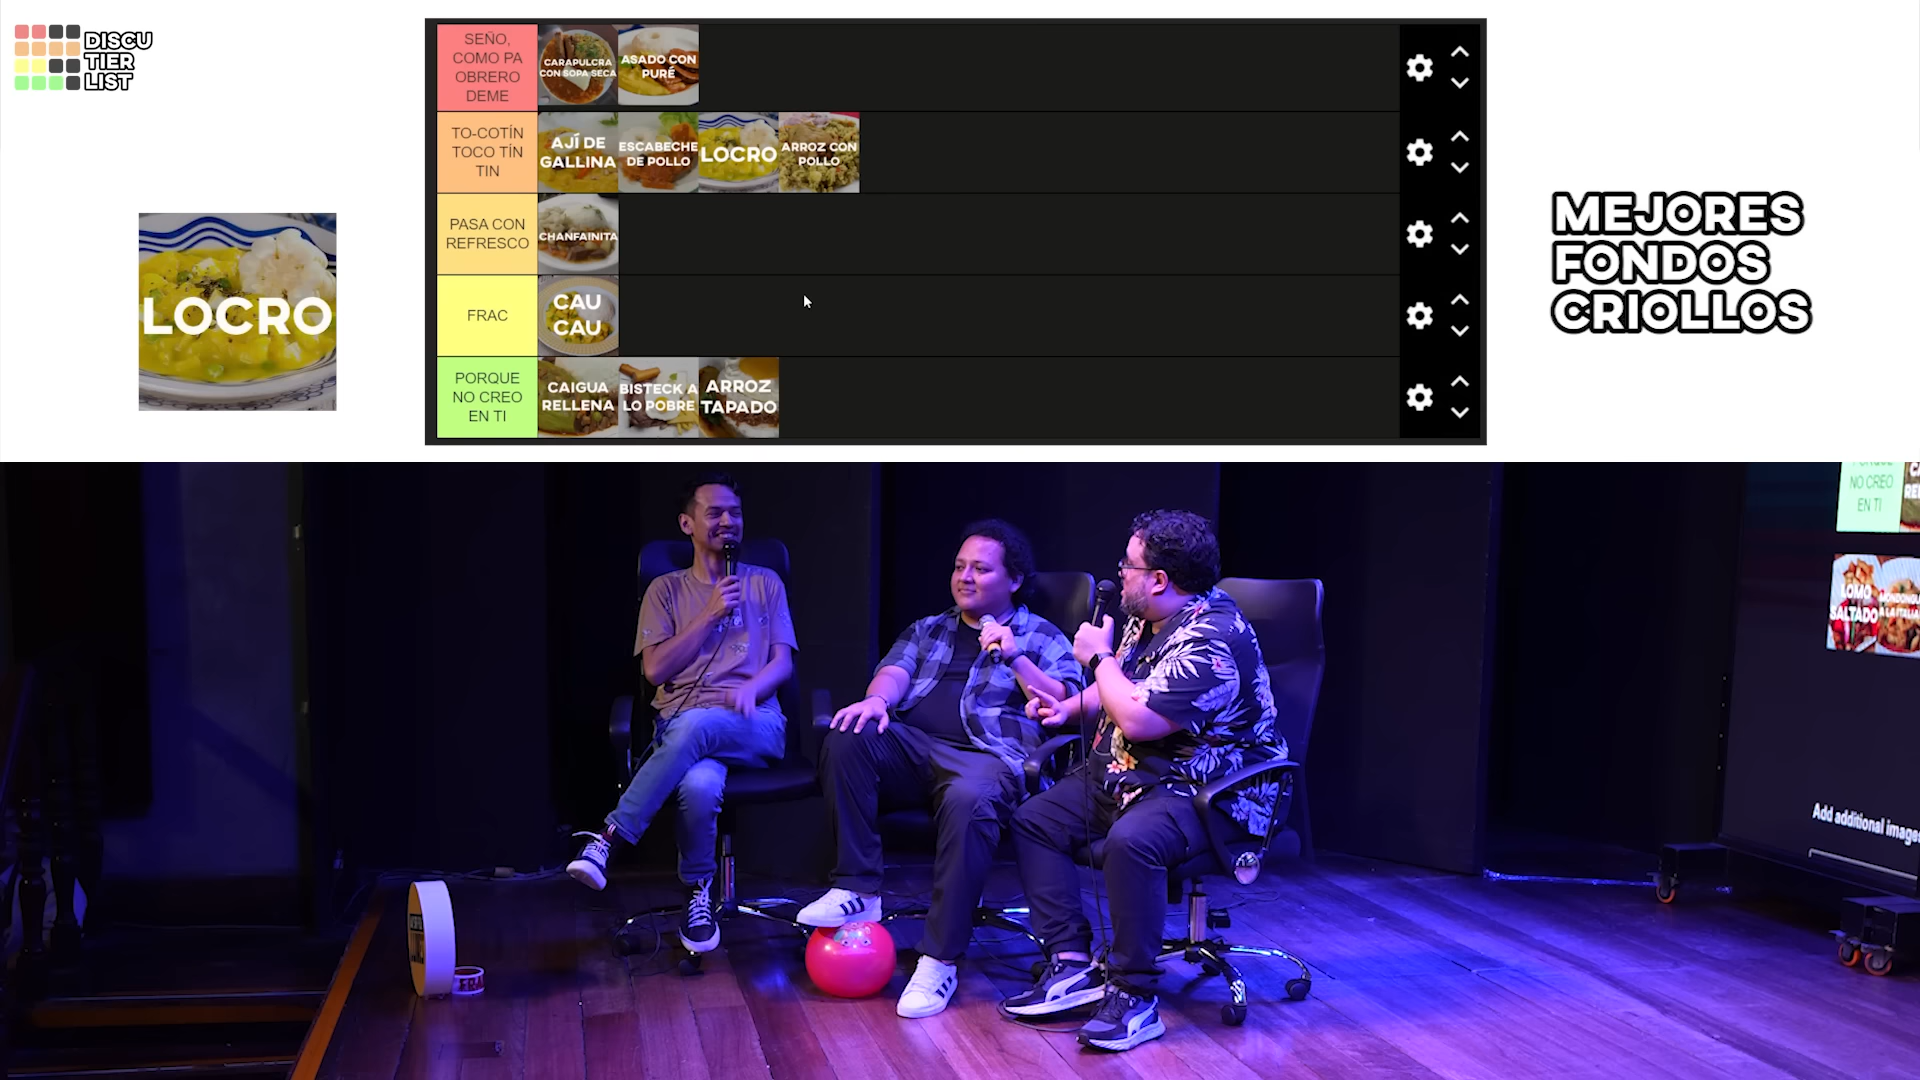 DISCU
TIER
LIST
SEÑO,
COMO PA
OBRERO
DEME
CARAPULCRA
CON SOPA SECA
ASADO CON
PURÉ
TO-COTÍN
TOCO TÍN
TIN
AJÍ DE
GALLINA
ESCABECHE
DE POLLO
LOCRO
ARROZ CON
POLLO
PASA CON
REFRESCO
CHANFAINITA
FRAC
CAU
CAU
PORQUE
NO CREO
EN TI
CAIGUA
RELLENA
BISTECK A
LO POBRE
ARROZ
TAPADO
LOCRO
MEJORES
FONDOS
CRIOLLOS
NO CREO
EN TI
LOMO
SALTADO
Add additional images